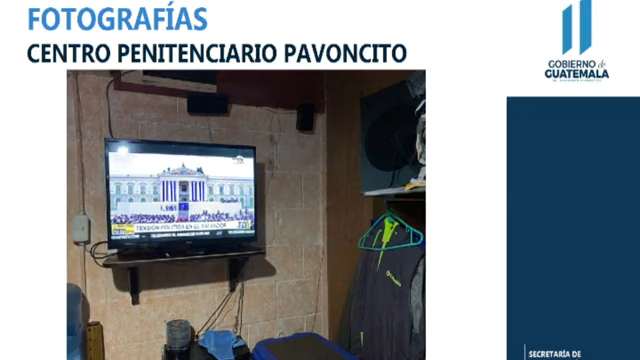 FOTOGRAFÍAS
CENTRO PENITENCIARIO PAVONCITO
GOBIERNO de
GUATEMALA
TENSIÓN POLÍTICA EN EL SALVADOR
SECRETARÍA DE